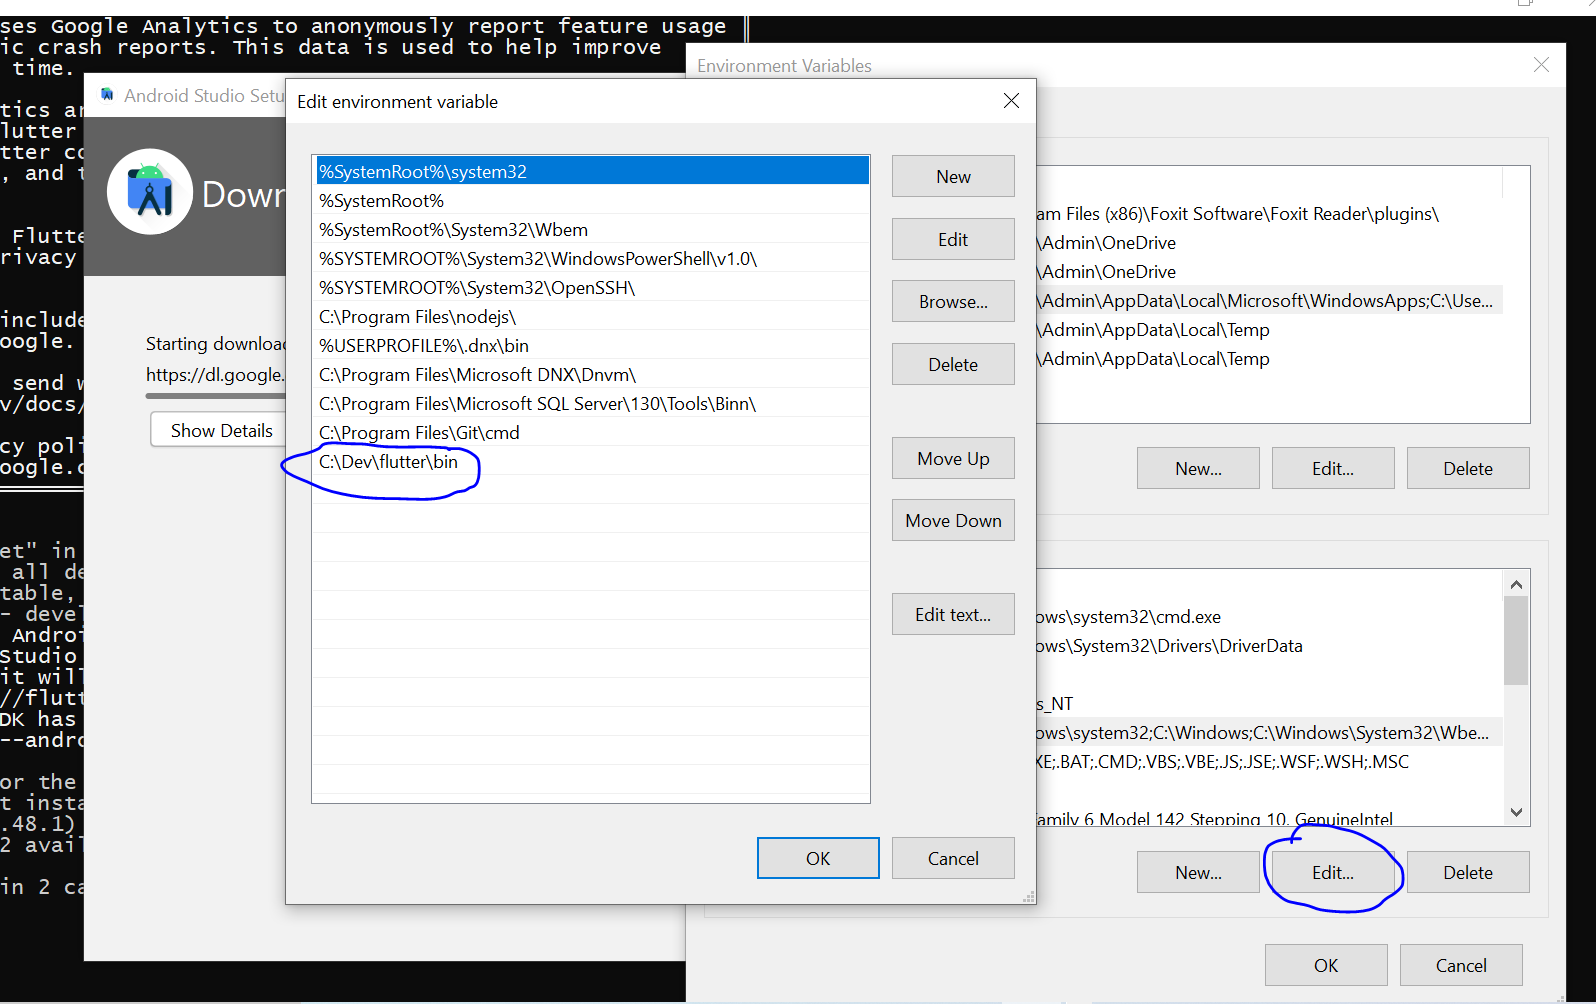 ses Google Analytics to anonymously report feature usage
ic crash reports. This data is used to help improve
time.
tics ar
lutter
tter co
, and t
Flutte
rivacy
include
oogle.
send w
v/docs/
cy poli
oogle.c
et" in
all de
table,
- devel
Androi
Studio
it will
//flutt
DK has
--andro
or the
t insta
.48.1)
2 avail
in 2 ca
Android Studio Setu
Down
Starting download
https://dl.google.
Show Details
Edit environment variable
%SystemRoot%\system32
%SystemRoot%
%SystemRoot%\System32\Wbem
%SYSTEMROOT%\System32\WindowsPowerShell\v1.0\
%SYSTEMROOT%\System32\OpenSSH\
C:\Program Files\nodejs\
%USERPROFILE%\.dnx\bin
C:\Program Files\Microsoft DNX\Dnvm\
C:\Program Files\Microsoft SQL Server\130\Tools\Binn\
C:\Program Files\Git\cmd
C:\Dev\flutter\bin
New
Edit
Browse...
Delete
Move Up
Move Down
Edit text...
OK
Cancel
Environment Variables
am Files (x86)\Foxit Software\Foxit Reader\plugins\
\Admin\OneDrive
\Admin\OneDrive
\Admin\AppData\Local\Microsoft\WindowsApps;C:\Use...
\Admin\AppData\Local\Temp
\Admin\AppData\Local\Temp
New...
Edit...
Delete
ows\system32\cmd.exe
ows\System32\Drivers\DriverData
s_NT
ows\system32;C:\Windows;C:\Windows\System32\Wbe...
XE;.BAT;.CMD;.VBS;.VBE;.JS;.JSE;.WSF;.WSH;.MSC
Family 6 Model 142 Stepping 10, GenuineIntel
New...
Edit...
Delete
OK
Cancel